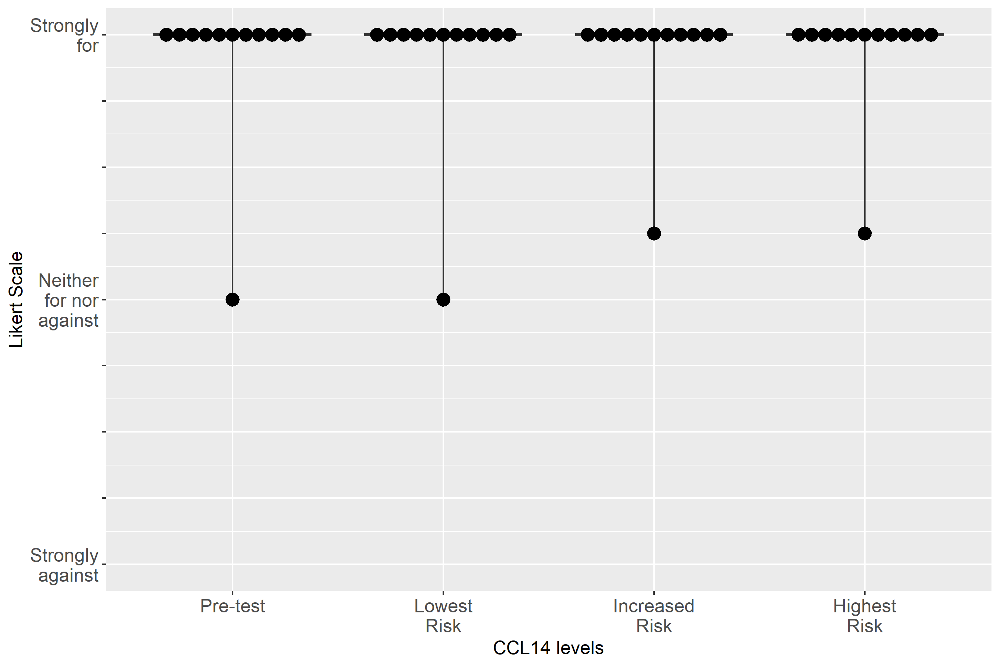 Strongly
for
Neither
for nor
against
Strongly
against
Likert Scale
Pre-test
Lowest
Risk
Increased
Risk
Highest
Risk
CCL14 levels